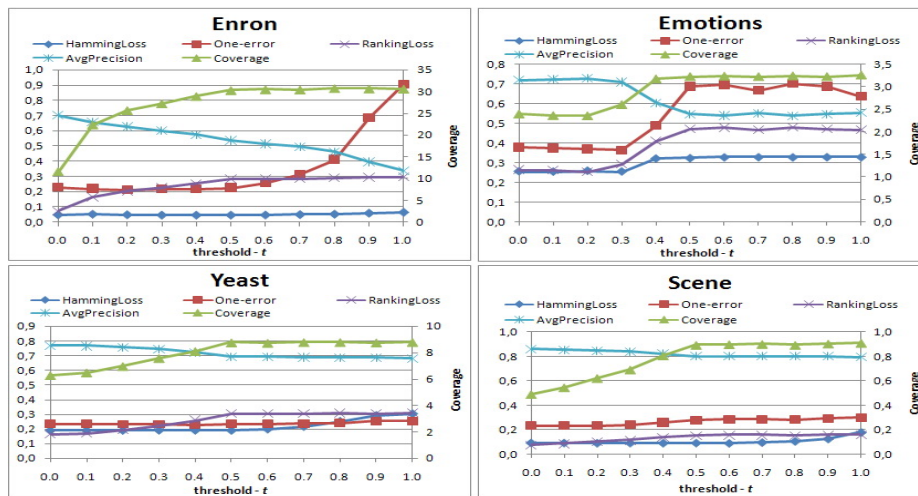 Enron
HammingLoss One-error RankingLoss
AvgPrecision Coverage
1,0 35
0,9 30
0,8
0,7 25
0,6 20
0,5
0,4 15
0,3 10
0,2
0,1 5
0,0 0
Coverage
0.0 0.1 0.2 0.3 0.4 0.5 0.6 0.7 0.8 0.9 1.0
threshold - t
Emotions
HammingLoss One-error RankingLoss
AvgPrecision Coverage
0,8 3,5
0,7 3,0
0,6 2,5
0,5 2,0
0,4
0,3 1,5
0,2 1,0
0,1 0,5
0,0 0,0
Coverage
0.0 0.1 0.2 0.3 0.4 0.5 0.6 0.7 0.8 0.9 1.0
threshold - t
Yeast
HammingLoss One-error RankingLoss
AvgPrecision Coverage
0,9 10
0,8
0,7 8
0,6
0,5 6
0,4 4
0,3
0,2 2
0,1
0,0 0
Coverage
0.0 0.1 0.2 0.3 0.4 0.5 0.6 0.7 0.8 0.9 1.0
threshold - t
Scene
HammingLoss One-error RankingLoss
AvgPrecision Coverage
1,0 1,0
0,8 0,8
0,6 0,6
0,4 0,4
0,2 0,2
0,0 0,0
Coverage
0.0 0.1 0.2 0.3 0.4 0.5 0.6 0.7 0.8 0.9 1.0
threshold - t